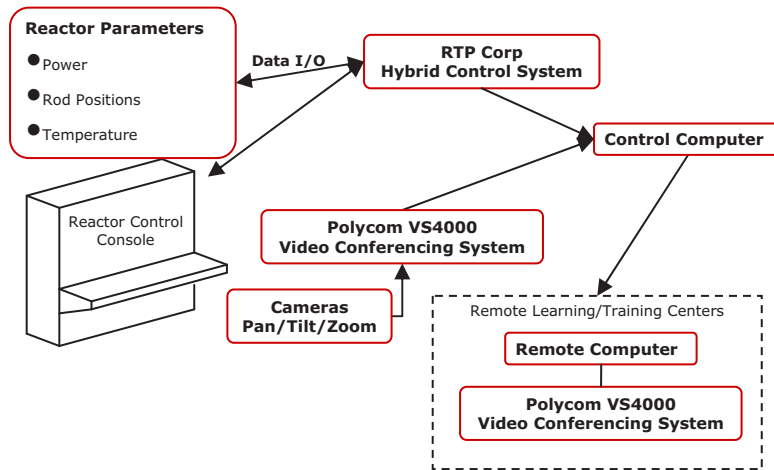 Reactor Parameters
● Power
● Rod Positions
● Temperature
Data I/O
RTP Corp
Hybrid Control System
Control Computer
Reactor Control
Console
Polycom VS4000
Video Conferencing System
Cameras
Pan/Tilt/Zoom
Remote Learning/Training Centers
Remote Computer
Polycom VS4000
Video Conferencing System